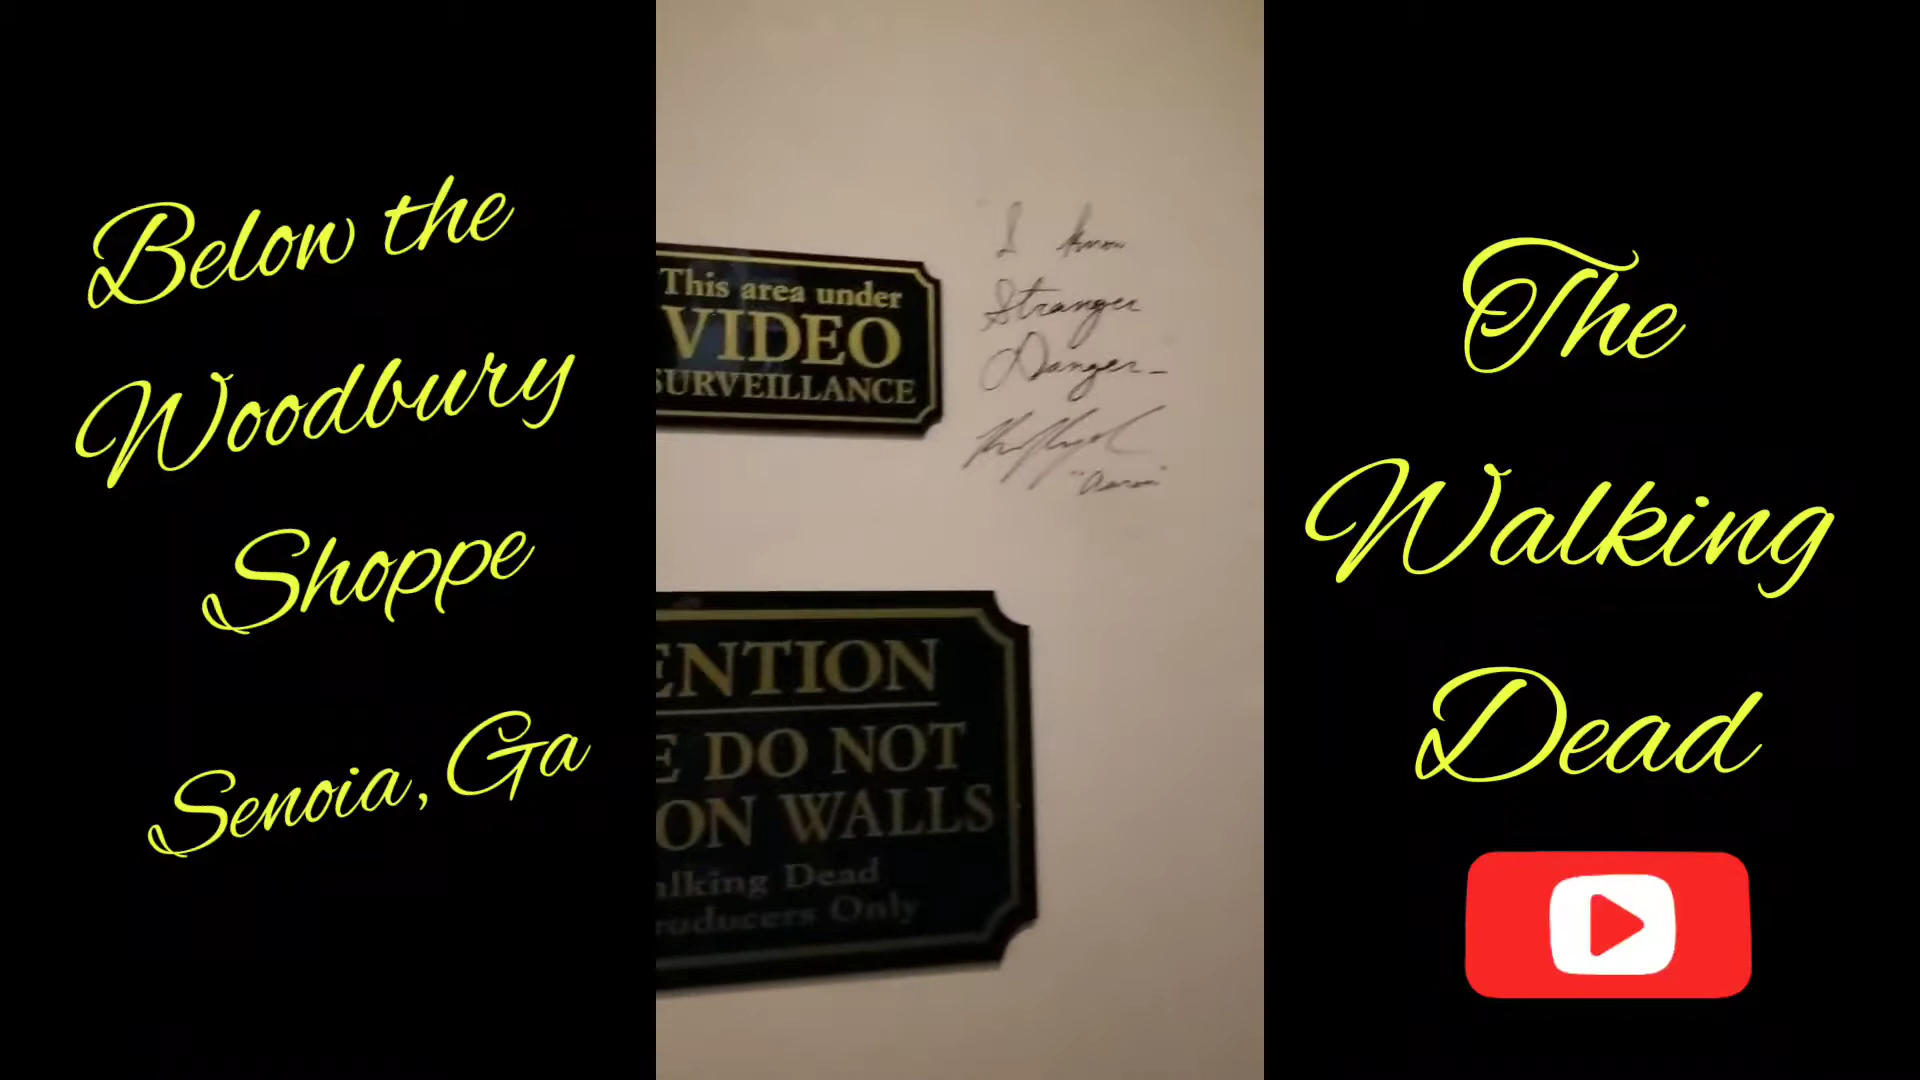 Below the
Woodbury
Shoppe
Senoia, Ga
This area under
VIDEO
SURVEILLANCE
"I know
Stranger
Danger"
"Aaron"
ENTION
E DO NOT
ON WALLS
alking Dead
roducers Only
The
Walking
Dead